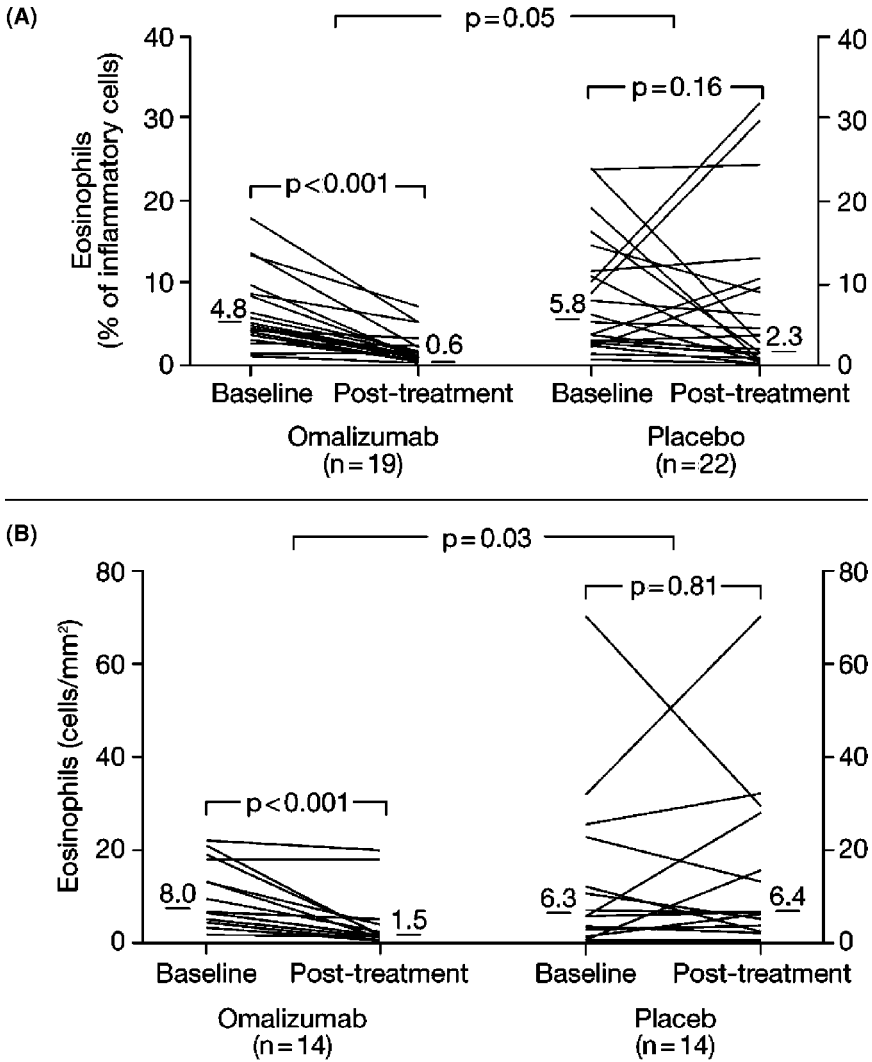 (A)
p=0.05
40
40
p=0.16
30
30
p<0.001
20
20
10
10
4.8
5.8
0.6
2.3
0
0
Eosinophils
(% of inflammatory cells)
Baseline Post-treatment Baseline Post-treatment
Omalizumab Placebo
(n=19) (n=22)
(B)
p=0.03
80
80
p=0.81
60
60
40
40
p<0.001
20
20
8.0
6.3
6.4
1.5
0
0
Eosinophils (cells/mm²)
Baseline Post-treatment Baseline Post-treatment
Omalizumab Placeb
(n=14) (n=14)